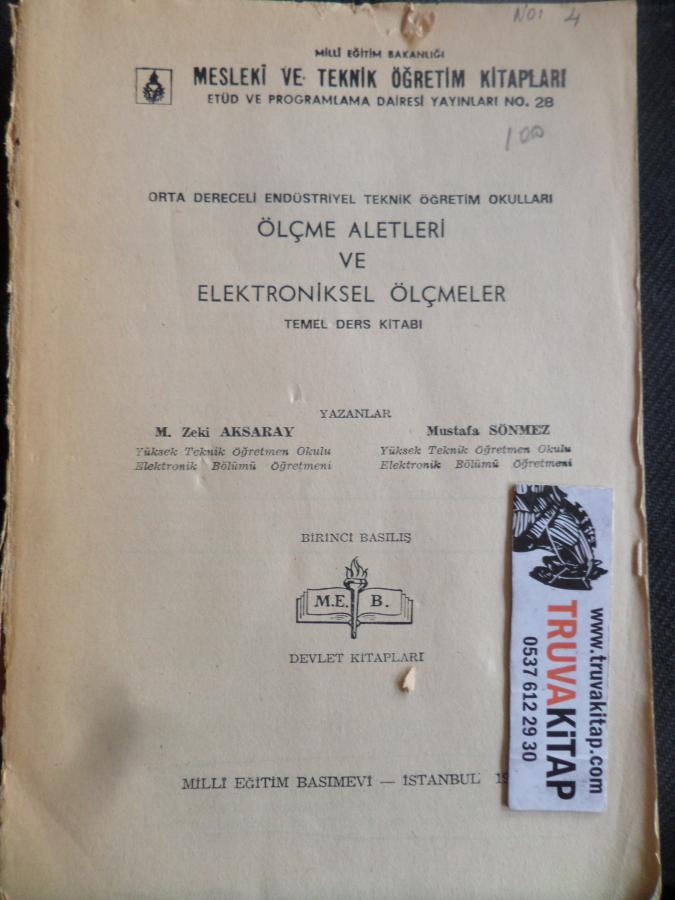 NO1 4
MİLLÎ EĞİTİM BAKANLIĞI
MESLEKÎ VE TEKNİK ÖĞRETİM KİTAPLARI
ETÜD VE PROGRAMLAMA DAİRESİ YAYINLARI NO. 28
100
ORTA DERECELİ ENDÜSTRİYEL TEKNİK ÖĞRETİM OKULLARI
ÖLÇME ALETLERİ
VE
ELEKTRONİKSEL ÖLÇMELER
TEMEL DERS KİTABI
YAZANLAR
M. Zeki AKSARAY
Yüksek Teknik Öğretmen Okulu
Elektronik Bölümü Öğretmeni
Mustafa SÖNMEZ
Yüksek Teknik Öğretmen Okulu
Elektronik Bölümü Öğretmeni
BİRİNCİ BASILIŞ
M.E. B.
DEVLET KİTAPLARI
MİLLÎ EĞİTİM BASIMEVİ — İSTANBUL
www.truvakitap.com
TRUVAKİTAP
0537 612 29 30